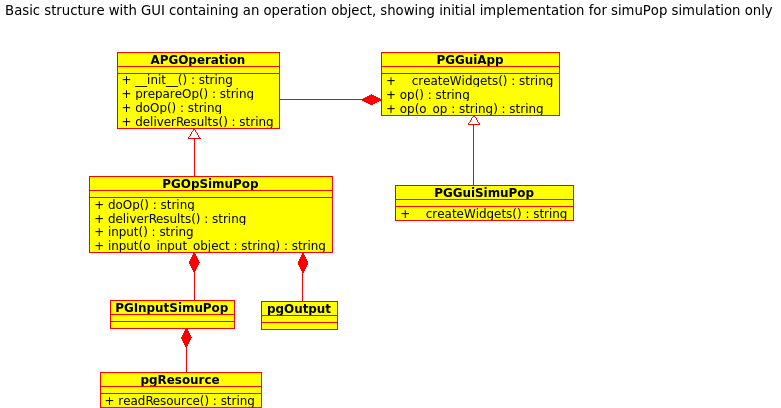 Basic structure with GUI containing an operation object, showing initial implementation for simuPop simulation only
APGOperation
+ __init__() : string
+ prepareOp() : string
+ doOp() : string
+ deliverResults() : string
PGGuiApp
+ __createWidgets() : string
+ op() : string
+ op(o_op : string) : string
PGOpSimuPop
+ doOp() : string
+ deliverResults() : string
+ input() : string
+ input(o_input_object : string) : string
PGGuiSimuPop
+ __createWidgets() : string
PGInputSimuPop
pgOutput
pgResource
+ readResource() : string